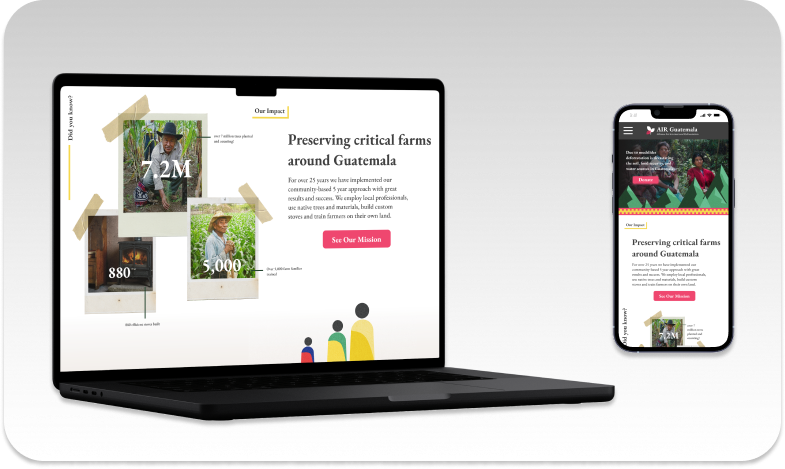 Did you know?
Our Impact
over 7 million trees planted
and counting!
7.2M
Preserving critical farms
around Guatemala
For over 25 years we have implemented our
community-based 5 year approach with great
results and success. We employ local professionals,
use native trees and materials, build custom
stoves and train farmers on their own land.
See Our Mission
880
5,000
Over 5,000 farm families
trained
880 efficient stoves built
AIR Guatemala
Due to
deforestation is
the soil, food security, and
water sources in Guatemala
Donate
Our Impact
Preserving critical farms
around Guatemala
For over 25 years we have implemented our
community-based 5 year approach with great
results and success. We employ local professionals,
use native trees and materials, build custom
stoves and train farmers on their own land.
See Our Mission
Did you know?
over 7
million trees
planted and
counting!
7.2M